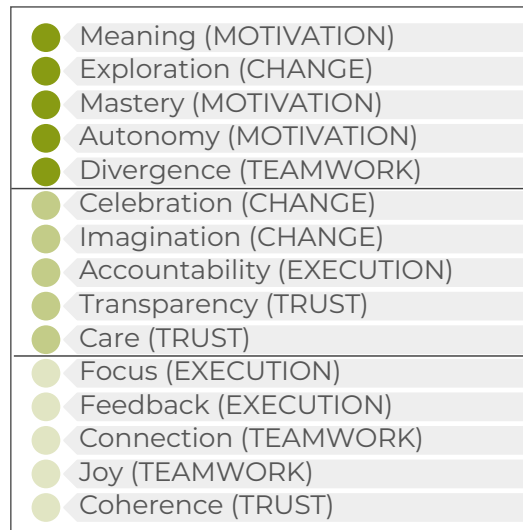 Meaning (MOTIVATION)
Exploration (CHANGE)
Mastery (MOTIVATION)
Autonomy (MOTIVATION)
Divergence (TEAMWORK)
Celebration (CHANGE)
Imagination (CHANGE)
Accountability (EXECUTION)
Transparency (TRUST)
Care (TRUST)
Focus (EXECUTION)
Feedback (EXECUTION)
Connection (TEAMWORK)
Joy (TEAMWORK)
Coherence (TRUST)